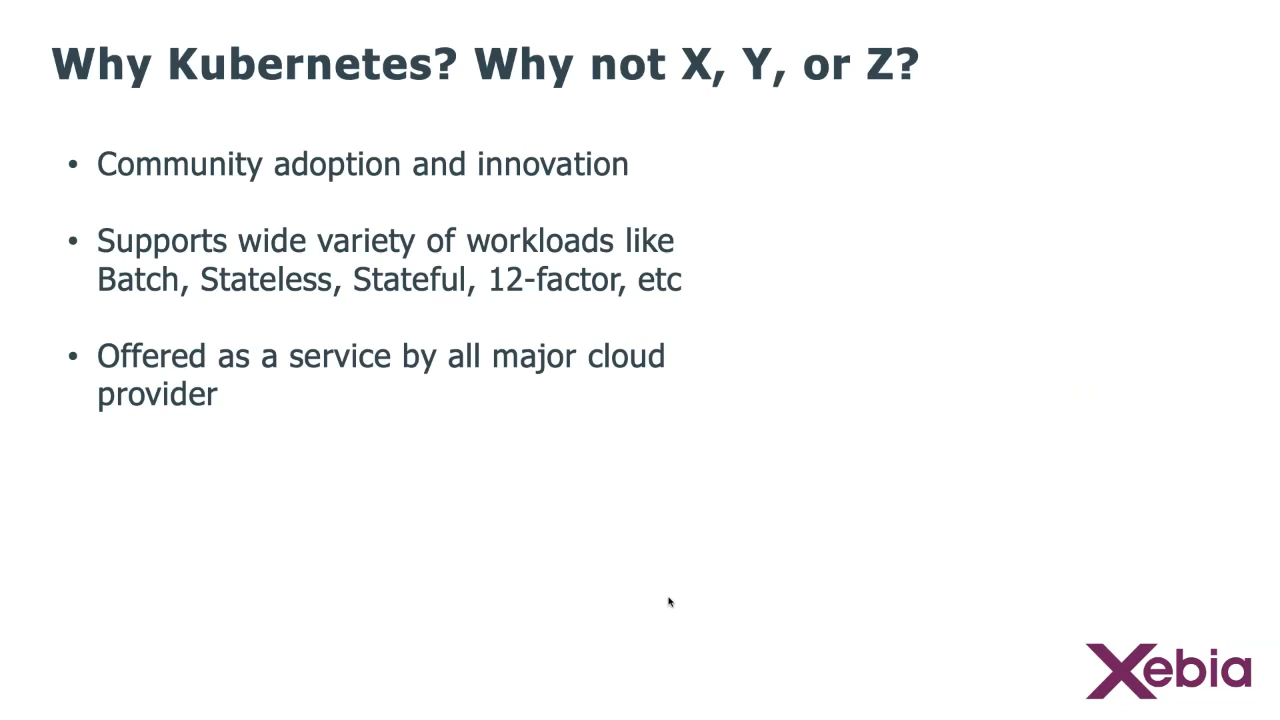 Why Kubernetes? Why not X, Y, or Z?
• Community adoption and innovation
• Supports wide variety of workloads like
Batch, Stateless, Stateful, 12-factor, etc
• Offered as a service by all major cloud
provider
Xebia